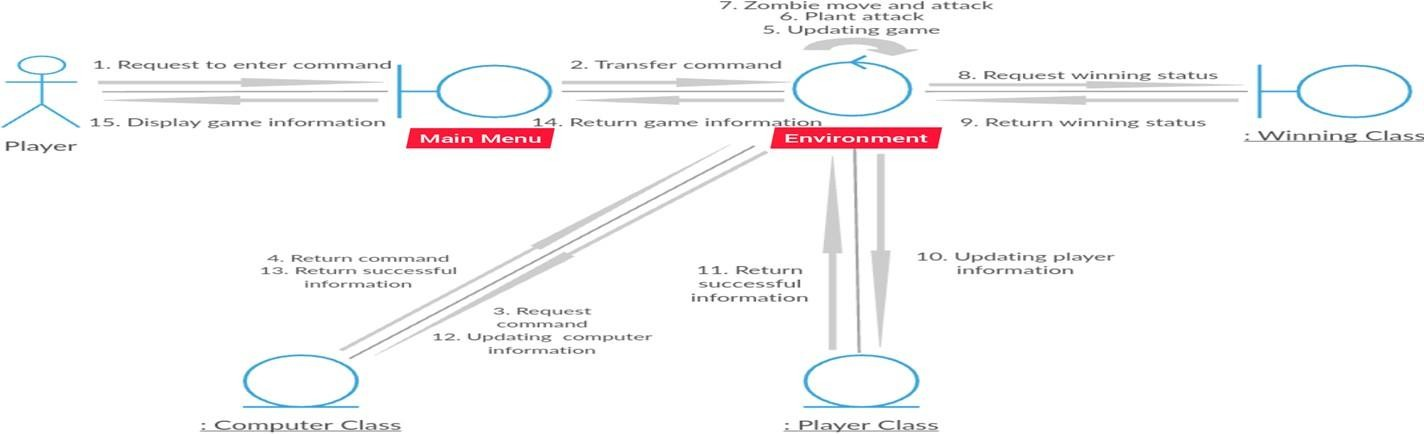 7. Zombie move and attack
6. Plant attack
5. Updating game
1. Request to enter command
2. Transfer command
8. Request winning status
15. Display game information
14. Return game information
9. Return winning status
Player
Main Menu
Environment
: Winning Class
4. Return command
13. Return successful
information
11. Return
successful
information
10. Updating player
information
3. Request
command
12. Updating computer
information
: Computer Class
: Player Class